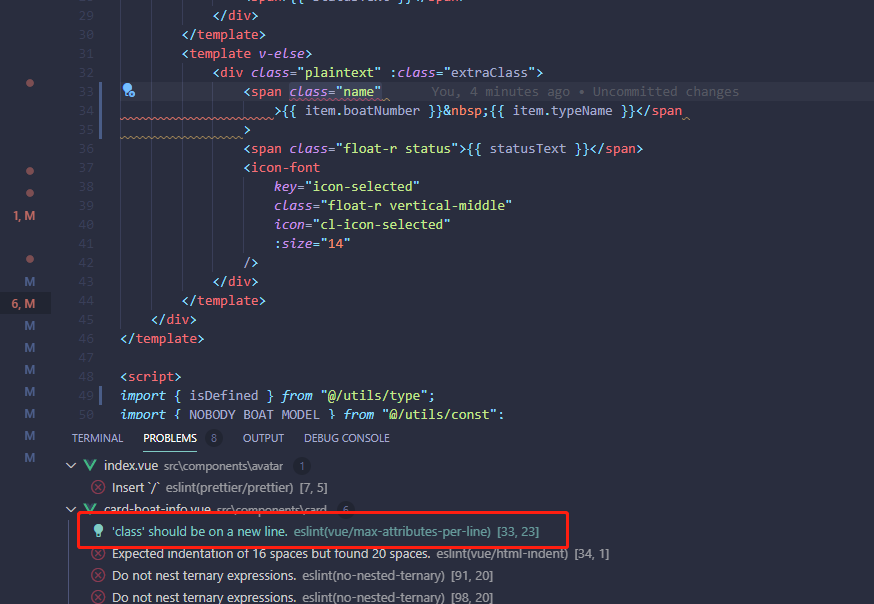 29 </div>
30 </template>
31 <template v-else>
32 <div class="plaintext" :class="extraClass">
33 <span class="name" You, 4 minutes ago • Uncommitted changes
34 >{{ item.boatNumber }}&nbsp;{{ item.typeName }}</span
35 >
36 <span class="float-r status">{{ statusText }}</span>
37 <icon-font
38 key="icon-selected"
39 class="float-r vertical-middle"
1, M
40 icon="cl-icon-selected"
41 :size="14"
42 />
M
43 </div>
6, M
44 </template>
M
45 </div>
M
46 </template>
M
47
48 <script>
M
49 import { isDefined } from "@/utils/type";
M
50 import { NOBODY_BOAT_MODEL } from "@/utils/const";
M
TERMINAL PROBLEMS 8 OUTPUT DEBUG CONSOLE
M
index.vue src\components\avatar 1
Insert `/` eslint(prettier/prettier) [7, 5]
card-boat-info.vue src\components\card 6
'class' should be on a new line. eslint(vue/max-attributes-per-line) [33, 23]
Expected indentation of 16 spaces but found 20 spaces. eslint(vue/html-indent) [34, 1]
Do not nest ternary expressions. eslint(no-nested-ternary) [91, 20]
Do not nest ternary expressions. eslint(no-nested-ternary) [98, 20]